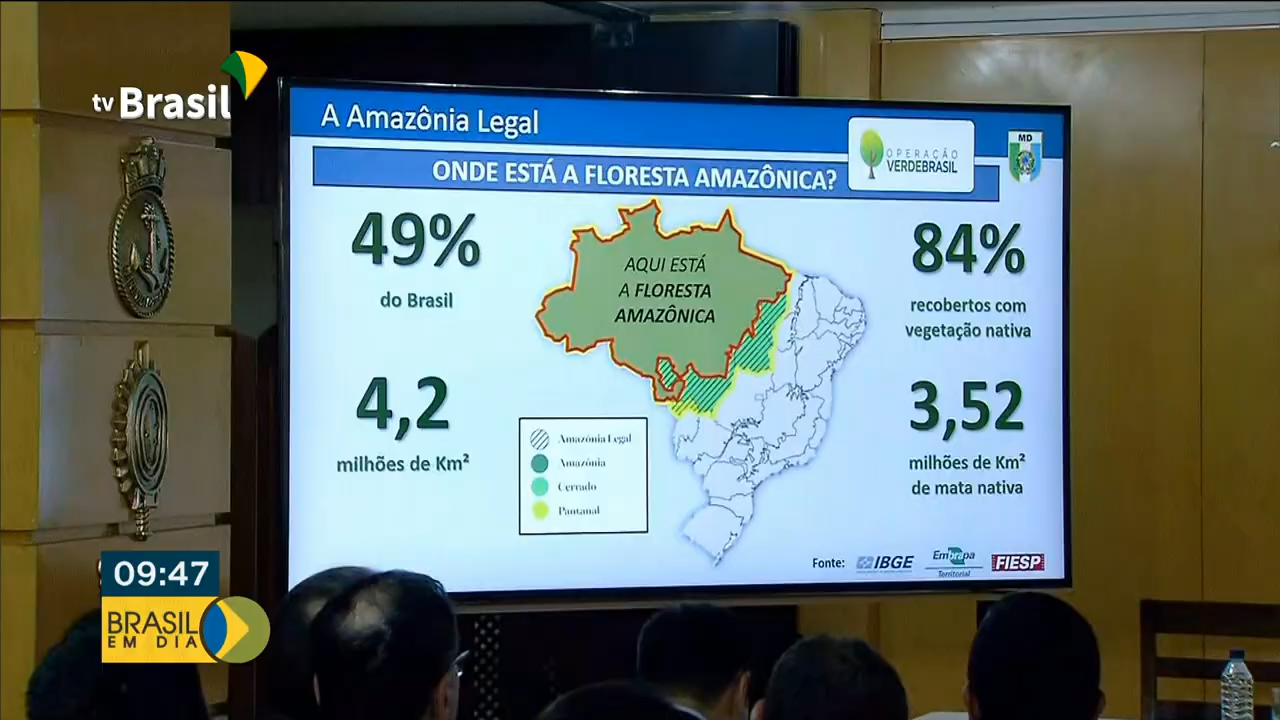 tv Brasil
A Amazônia Legal
ONDE ESTÁ A FLORESTA AMAZÔNICA?
OPERAÇÃO
VERDEBRASIL
MD
49%
do Brasil
4,2
milhões de Km²
AQUI ESTÁ
A FLORESTA
AMAZÔNICA
84%
recobertos com
vegetação nativa
3,52
milhões de Km²
de mata nativa
Amazônia Legal
Amazônia
Cerrado
Pantanal
Fonte:
IBGE
Embrapa
Territorial
FIESP
09:47
BRASIL
EM DIA